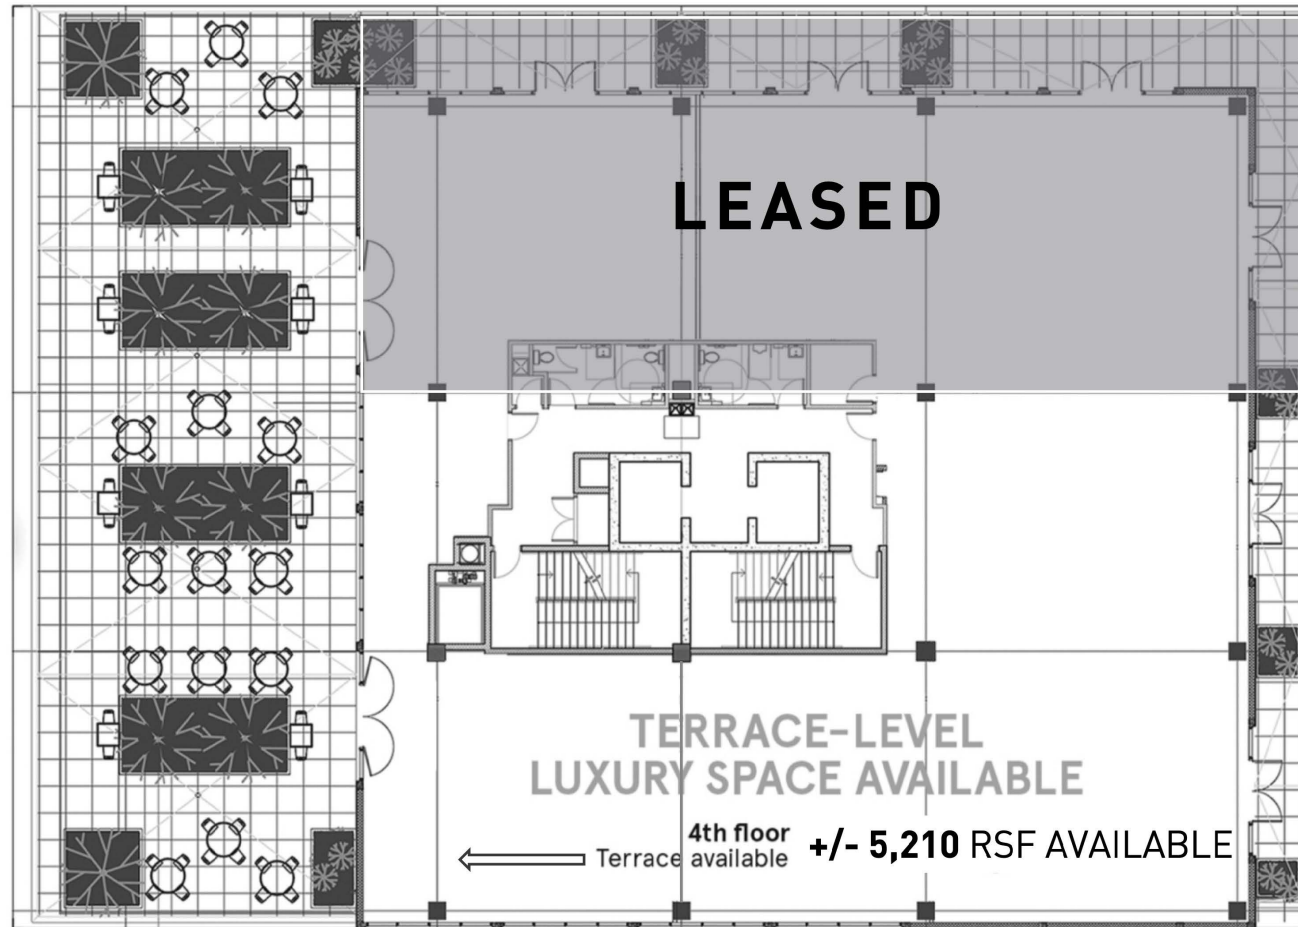 LEASED
TERRACE-LEVEL
LUXURY SPACE AVAILABLE
4th floor
Terrace available
+/- 5,210 RSF AVAILABLE